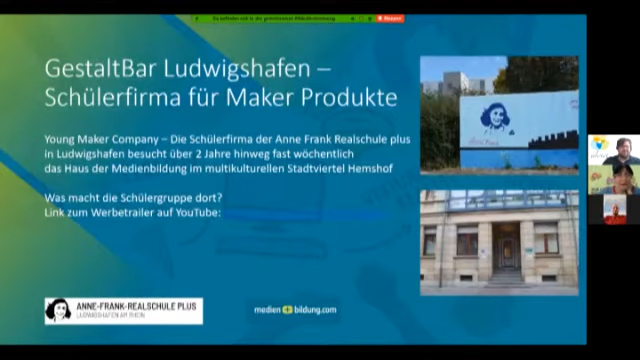 GestaltBar Ludwigshafen –
Schülerfirma für Maker Produkte
Young Maker Company – Die Schülerfirma der Anne Frank Realschule plus
in Ludwigshafen besucht über 2 Jahre hinweg fast wöchentlich
das Haus der Medienbildung im multikulturellen Stadtviertel Hemshof
Was macht die Schülergruppe dort?
Link zum Werbetrailer auf YouTube:
ANNE-FRANK-REALSCHULE PLUS
LUDWIGSHAFEN AM RHEIN
medien+bildung.com